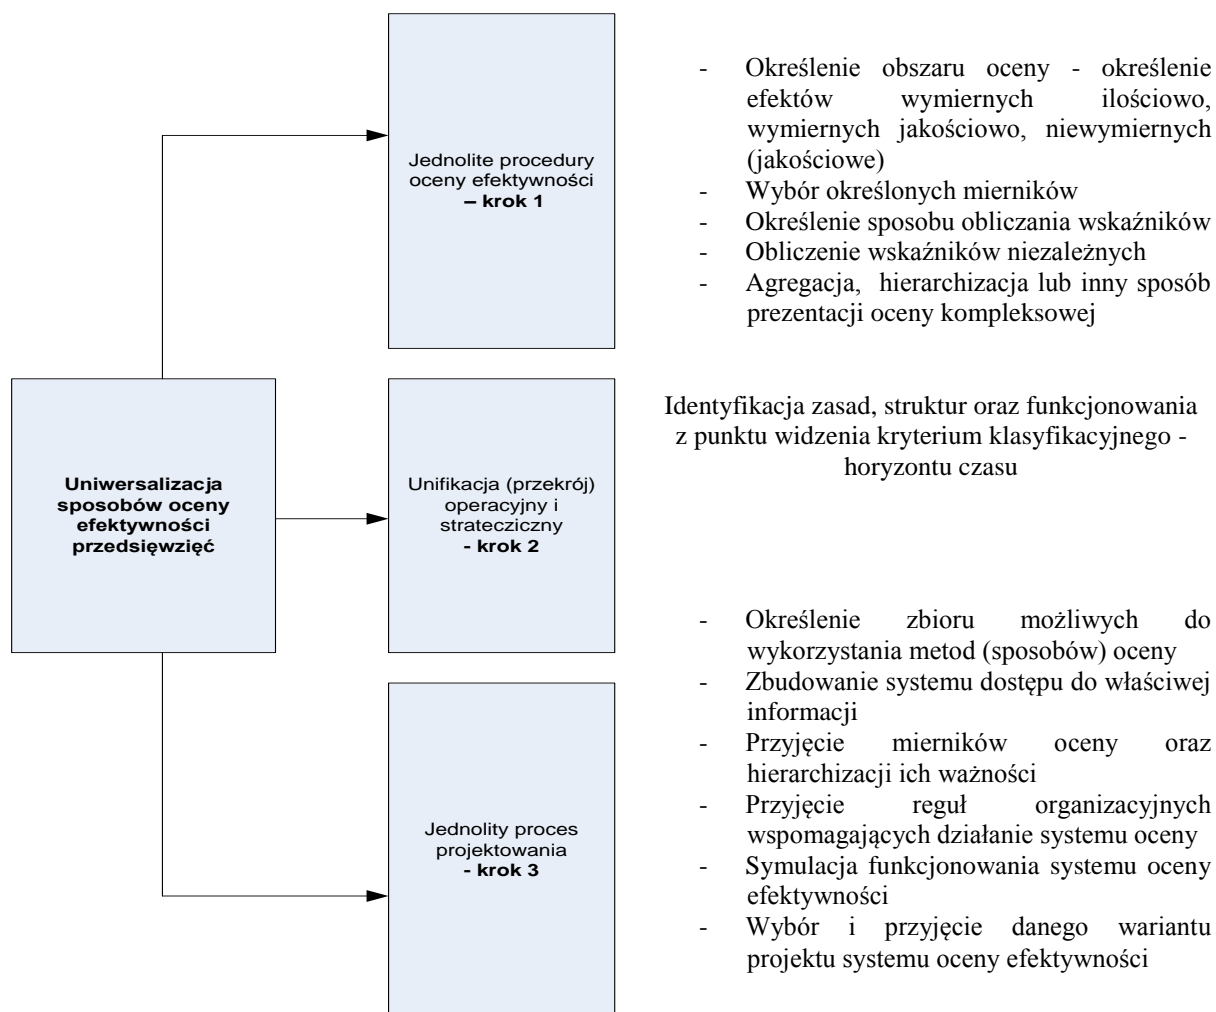 - Określenie obszaru oceny - określenie
efektów wymiernych ilościowo,
wymiernych jakościowo, niewymiernych
(jakościowe)
- Wybór określonych mierników
- Określenie sposobu obliczania wskaźników
- Obliczenie wskaźników niezależnych
- Agregacja, hierarchizacja lub inny sposób
prezentacji oceny kompleksowej
Jednolite procedury
oceny efektywności
– krok 1
Identyfikacja zasad, struktur oraz funkcjonowania
z punktu widzenia kryterium klasyfikacyjnego -
horyzontu czasu
Uniwersalizacja
sposobów oceny
efektywności
przedsięwzięć
Unifikacja (przekrój)
operacyjny i
stratecziczny
- krok 2
- Określenie zbioru możliwych do
wykorzystania metod (sposobów) oceny
- Zbudowanie systemu dostępu do właściwej
informacji
- Przyjęcie mierników oceny oraz
hierarchizacji ich ważności
- Przyjęcie reguł organizacyjnych
wspomagających działanie systemu oceny
- Symulacja funkcjonowania systemu oceny
efektywności
- Wybór i przyjęcie danego wariantu
projektu systemu oceny efektywności
Jednolity proces
projektowania
- krok 3